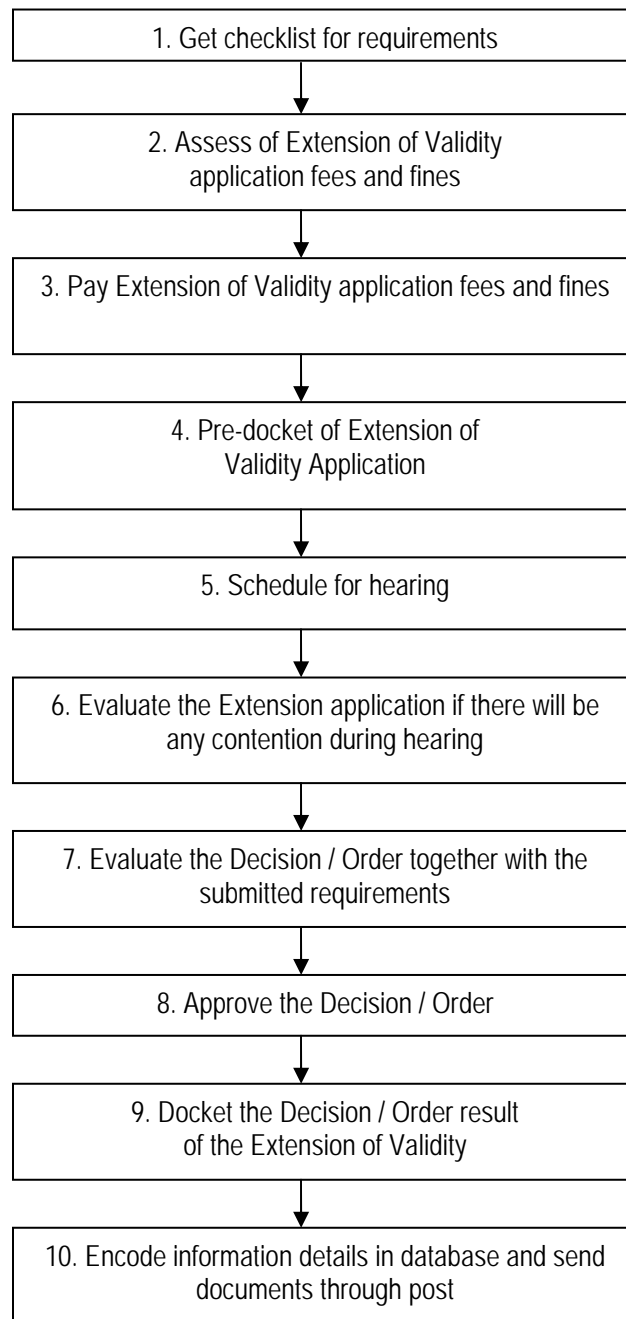 1. Get checklist for requirements
2. Assess of Extension of Validity
application fees and fines
3. Pay Extension of Validity application fees and fines
4. Pre-docket of Extension of
Validity Application
5. Schedule for hearing
6. Evaluate the Extension application if there will be
any contention during hearing
7. Evaluate the Decision / Order together with the
submitted requirements
8. Approve the Decision / Order
9. Docket the Decision / Order result
of the Extension of Validity
10. Encode information details in database and send
documents through post